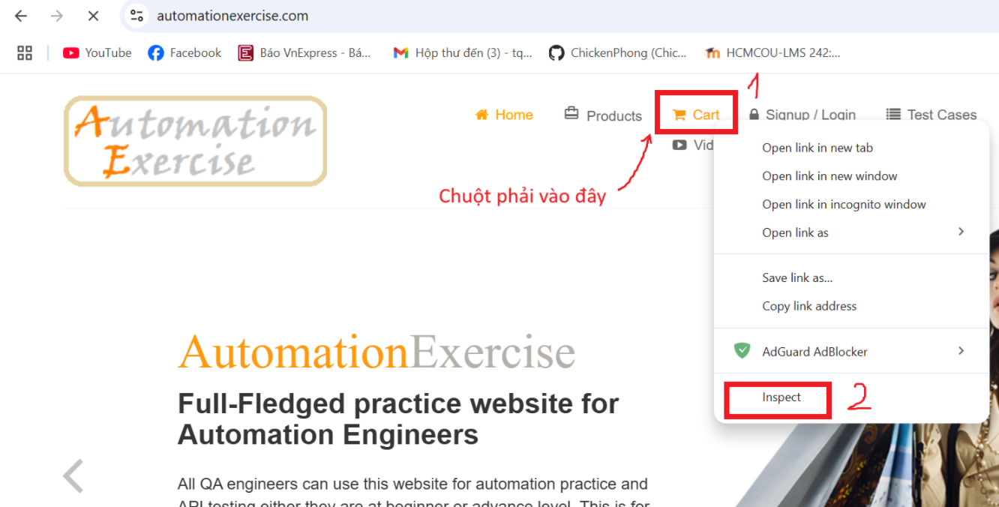 automationexercise.com
YouTube Facebook Báo VnExpress - Bá... Hộp thư đến (3) - tq... ChickenPhong (Chic... HCMCOU-LMS 242:...
1
Automation
Exercise
Home Products Cart Signup / Login Test Cases
Vid
Chuột phải vào đây
Open link in new tab
Open link in new window
Open link in incognito window
Open link as
Save link as...
Copy link address
AdGuard AdBlocker
Inspect 2
AutomationExercise
Full-Fledged practice website for
Automation Engineers
All QA engineers can use this website for automation practice and
API testing either they are at beginner or advance level. This is for